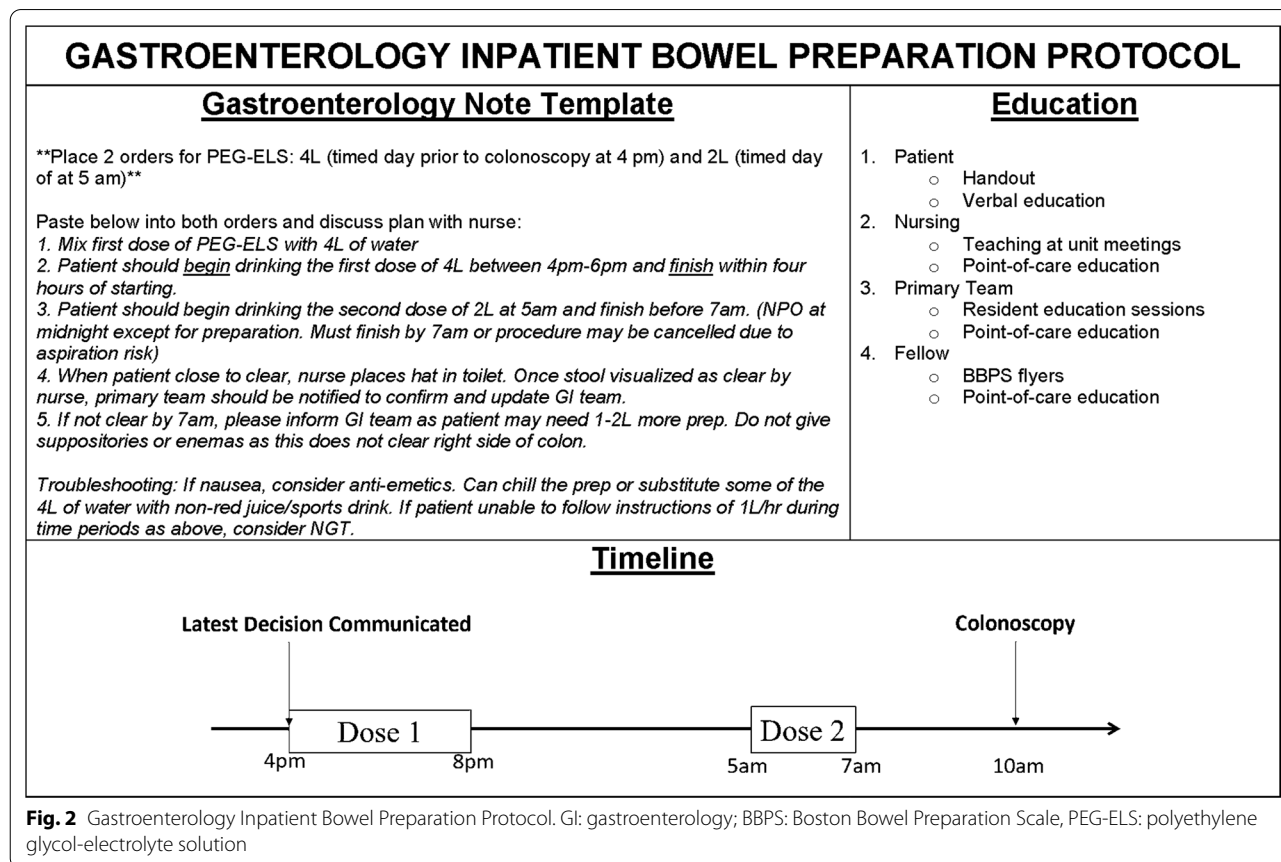 GASTROENTEROLOGY INPATIENT BOWEL PREPARATION PROTOCOL
Gastroenterology Note Template
**Place 2 orders for PEG-ELS: 4L (timed day prior to colonoscopy at 4 pm) and 2L (timed day
of at 5 am)**
Paste below into both orders and discuss plan with nurse:
1. Mix first dose of PEG-ELS with 4L of water
2. Patient should begin drinking the first dose of 4L between 4pm-6pm and finish within four
hours of starting.
3. Patient should begin drinking the second dose of 2L at 5am and finish before 7am. (NPO at
midnight except for preparation. Must finish by 7am or procedure may be cancelled due to
aspiration risk)
4. When patient close to clear, nurse places hat in toilet. Once stool visualized as clear by
nurse, primary team should be notified to confirm and update GI team.
5. If not clear by 7am, please inform GI team as patient may need 1-2L more prep. Do not give
suppositories or enemas as this does not clear right side of colon.
Troubleshooting: If nausea, consider anti-emetics. Can chill the prep or substitute some of the
4L of water with non-red juice/sports drink. If patient unable to follow instructions of 1L/hr during
time periods as above, consider NGT.
Education
1. Patient
o Handout
o Verbal education
2. Nursing
o Teaching at unit meetings
o Point-of-care education
3. Primary Team
o Resident education sessions
o Point-of-care education
4. Fellow
o BBPS flyers
o Point-of-care education
Timeline
Latest Decision Communicated
Colonoscopy
Dose 1
Dose 2
4pm
8pm
5am
7am
10am
Fig. 2 Gastroenterology Inpatient Bowel Preparation Protocol. GI: gastroenterology; BBPS: Boston Bowel Preparation Scale, PEG-ELS: polyethylene
glycol-electrolyte solution